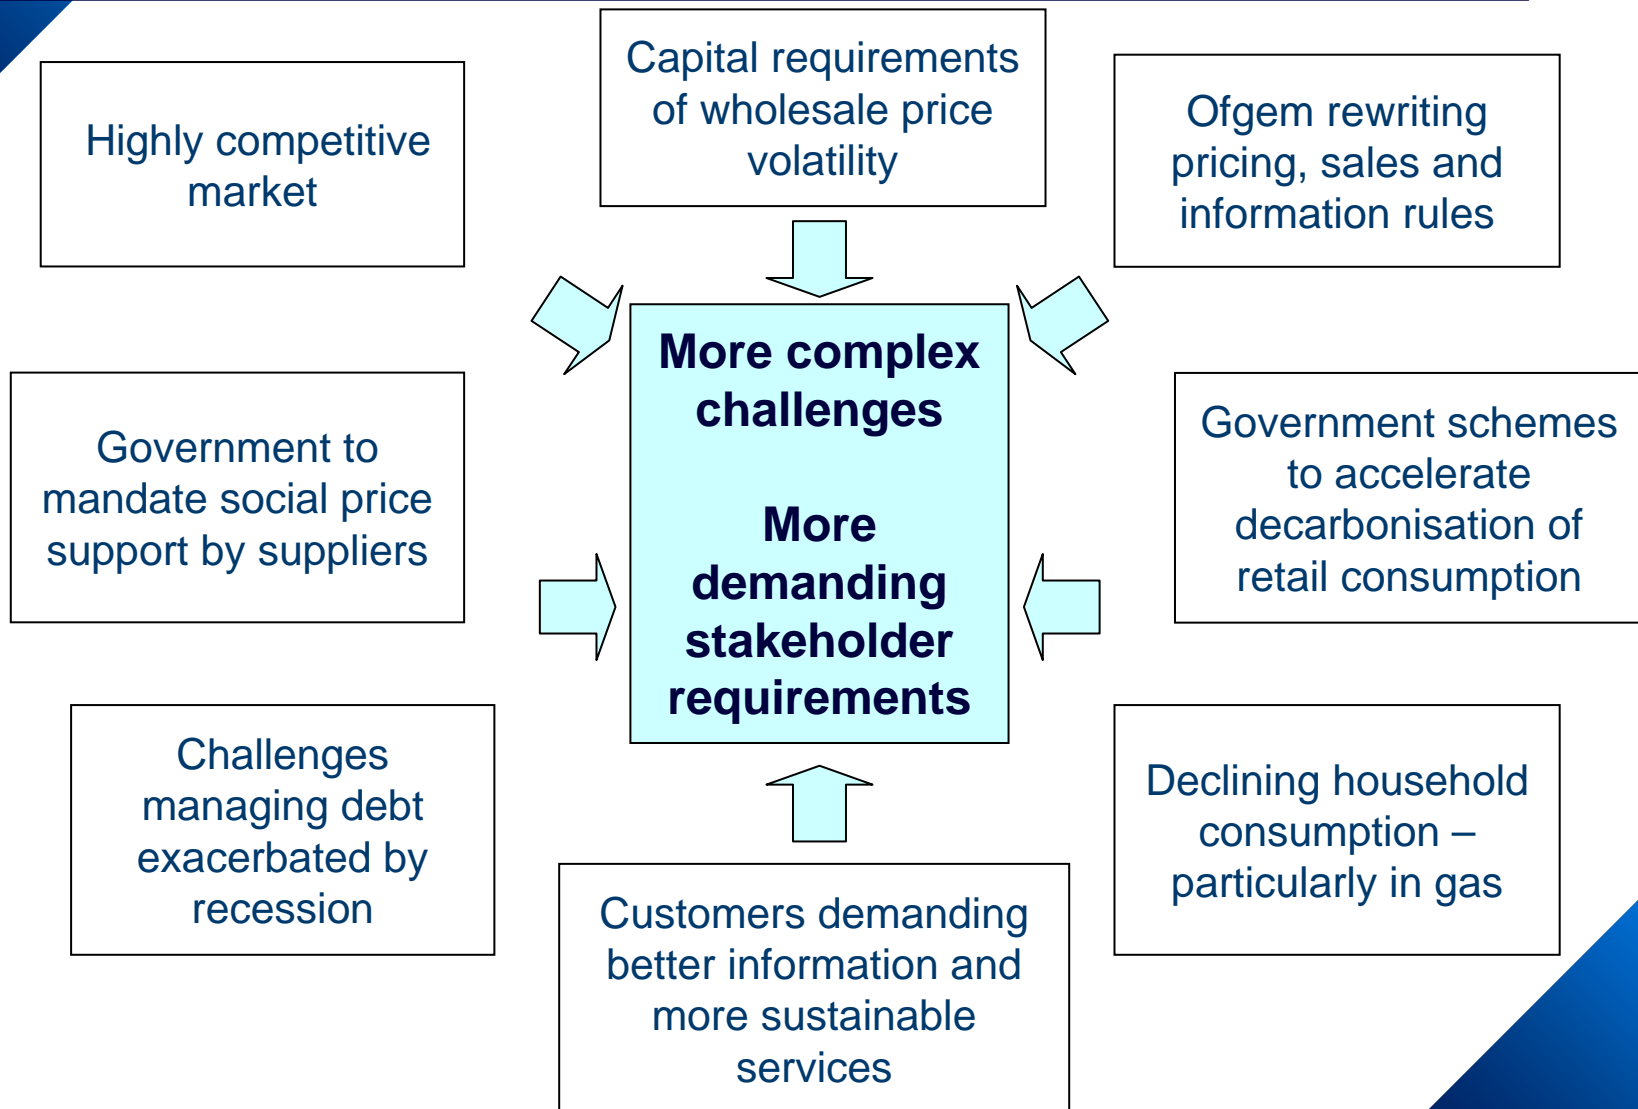 Capital requirements
of wholesale price
volatility
Highly competitive
market
Ofgem rewriting
pricing, sales and
information rules
More complex
challenges
More
demanding
stakeholder
requirements
Government to
mandate social price
support by suppliers
Government schemes
to accelerate
decarbonisation of
retail consumption
Challenges
managing debt
exacerbated by
recession
Declining household
consumption –
particularly in gas
Customers demanding
better information and
more sustainable
services